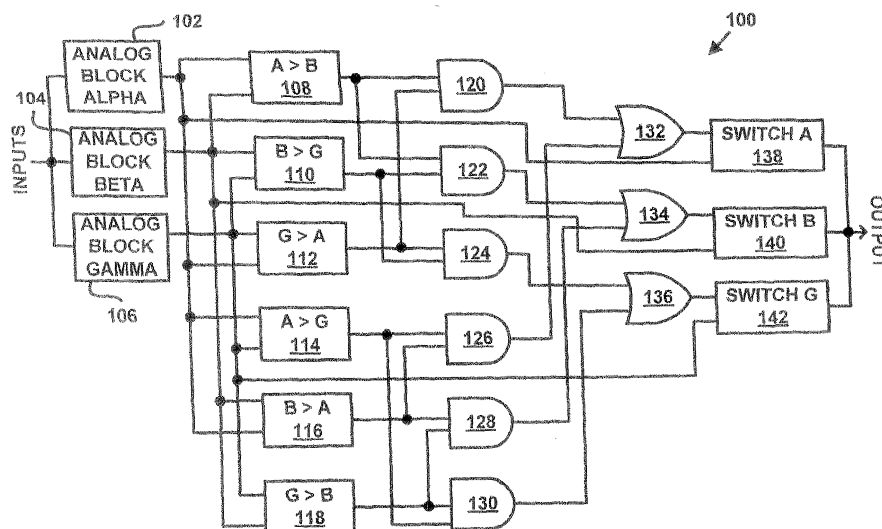 102
100
ANALOG
BLOCK
ALPHA
A > B
108
120
104
132
SWITCH A
138
INPUTS
ANALOG
BLOCK
BETA
B > G
110
122
134
SWITCH B
140
OUTPUT
ANALOG
BLOCK
GAMMA
G > A
112
124
136
SWITCH G
142
106
A > G
114
126
B > A
116
128
G > B
118
130